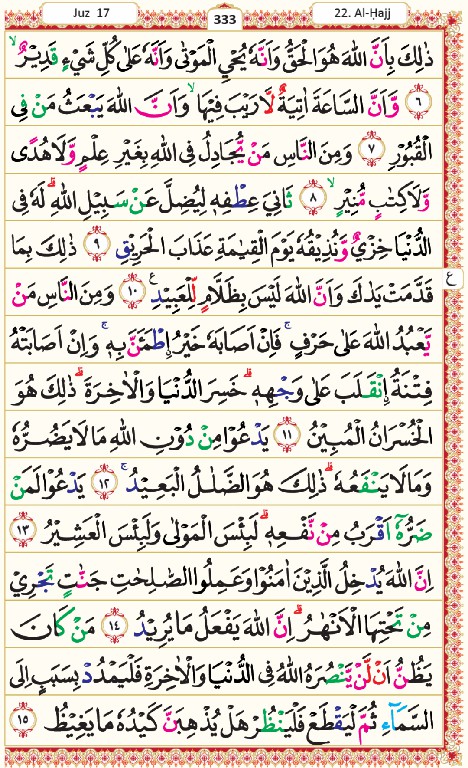 Juz 17
333
22. Al-Ḥajj
ذٰلِكَ بِاَنَّ اللّٰهَ هُوَ الْحَقُّ وَاَنَّهٗ يُحْيِ الْمَوْتٰى وَاَنَّهٗ عَلٰى كُلِّ شَيْءٍ قَدِيْرٌ ۙ
٦ وَّاَنَّ السَّاعَةَ اٰتِيَةٌ لَّا رَيْبَ فِيْهَا ۙ وَاَنَّ اللّٰهَ يَبْعَثُ مَنْ فِى
الْقُبُوْرِ ٧ وَمِنَ النَّاسِ مَنْ يُّجَادِلُ فِى اللّٰهِ بِغَيْرِ عِلْمٍ وَّلَا هُدًى
وَّلَا كِتٰبٍ مُّنِيْرٍ ۙ ٨ ثَانِيَ عِطْفِهٖ لِيُضِلَّ عَنْ سَبِيْلِ اللّٰهِ ۗ لَهٗ فِى
الدُّنْيَا خِزْيٌ وَّنُذِيْقُهٗ يَوْمَ الْقِيٰمَةِ عَذَابَ الْحَرِيْقِ ٩ ذٰلِكَ بِمَا
قَدَّمَتْ يَدٰكَ وَاَنَّ اللّٰهَ لَيْسَ بِظَلَّامٍ لِّلْعَبِيْدِ ࣖ ١٠ وَمِنَ النَّاسِ مَنْ
ع
يَّعْبُدُ اللّٰهَ عَلٰى حَرْفٍ ۚ فَاِنْ اَصَابَهٗ خَيْرُ ِۨاطْمَـَٔنَّ بِهٖ ۚ وَاِنْ اَصَابَتْهُ
فِتْنَةُ ِۨانْقَلَبَ عَلٰى وَجْهِهٖ ۗ خَسِرَ الدُّنْيَا وَالْاٰخِرَةَ ۗ ذٰلِكَ هُوَ
الْخُسْرَانُ الْمُبِيْنُ ١١ يَدْعُوْا مِنْ دُوْنِ اللّٰهِ مَا لَا يَضُرُّهٗ
وَمَا لَا يَنْفَعُهٗ ۗ ذٰلِكَ هُوَ الضَّلٰلُ الْبَعِيْدُ ۚ ١٢ يَدْعُوْا لَمَنْ
ضَرُّهٗٓ اَقْرَبُ مِنْ نَّفْعِهٖ ۗ لَبِئْسَ الْمَوْلٰى وَلَبِئْسَ الْعَشِيْرُ ١٣
اِنَّ اللّٰهَ يُدْخِلُ الَّذِيْنَ اٰمَنُوْا وَعَمِلُوا الصّٰلِحٰتِ جَنّٰتٍ تَجْرِيْ
مِنْ تَحْتِهَا الْاَنْهٰرُ ۗ اِنَّ اللّٰهَ يَفْعَلُ مَا يُرِيْدُ ١٤ مَنْ كَانَ
يَظُنُّ اَنْ لَّنْ يَّنْصُرَهُ اللّٰهُ فِى الدُّنْيَا وَالْاٰخِرَةِ فَلْيَمْدُدْ بِسَبَبٍ اِلَى
السَّمَاۤءِ ثُمَّ لْيَقْطَعْ فَلْيَنْظُرْ هَلْ يُذْهِبَنَّ كَيْدُهٗ مَا يَغِيْظُ ١٥